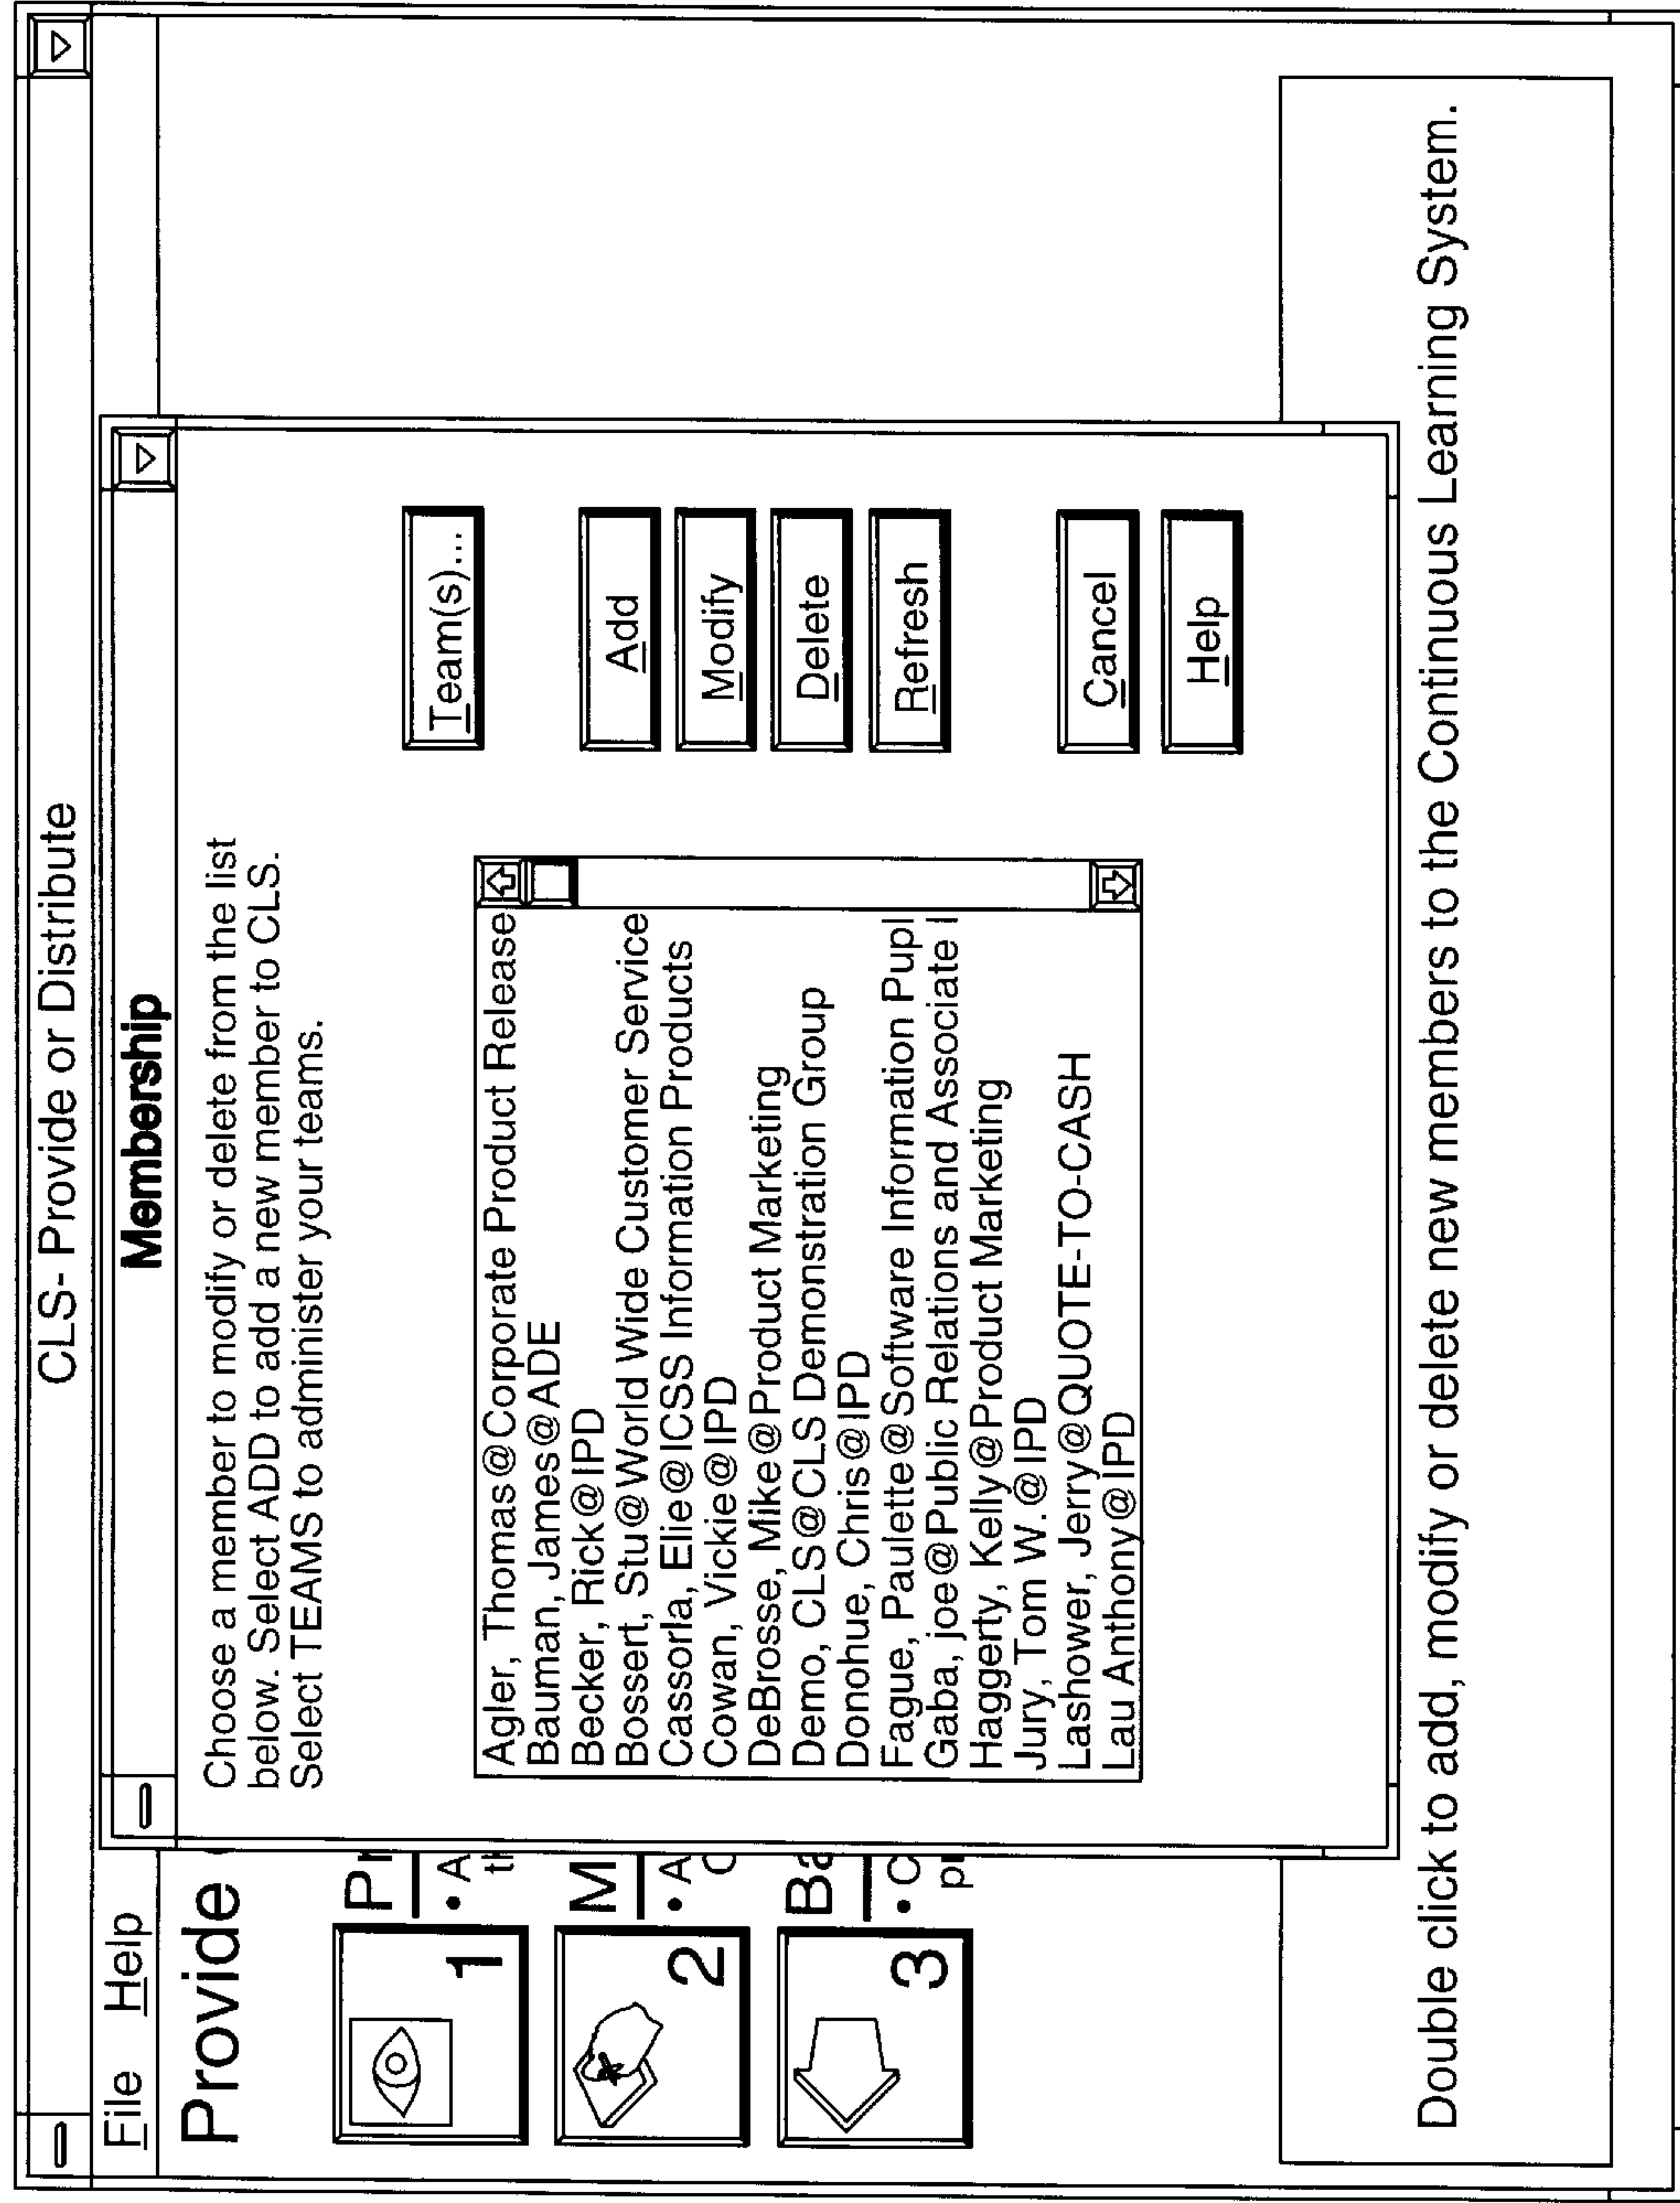 CLS- Provide or Distribute
File Help
Membership
Provide
Choose a member to modify or delete from the list
below. Select ADD to add a new member to CLS.
Select TEAMS to administer your teams.
1
Pr
• A
th
2
M
• A
C
3
Ba
• C
pr
Agler, Thomas@Corporate Product Release
Bauman, James@ADE
Becker, Rick@IPD
Bossert, Stu@World Wide Customer Service
Cassorla, Elie@ICSS Information Products
Cowan, Vickie@IPD
DeBrosse, Mike@Product Marketing
Demo, CLS@CLS Demonstration Group
Donohue, Chris@IPD
Fague, Paulette@Software Information Pupl
Gaba, joe@Public Relations and Associate
Haggerty, Kelly@Product Marketing
Jury, Tom W.@IPD
Lashower, Jerry@QUOTE-TO-CASH
Lau Anthony@IPD
Team(s)...
Add
Modify
Delete
Refresh
Cancel
Help
Double click to add, modify or delete new members to the Continuous Learning System.